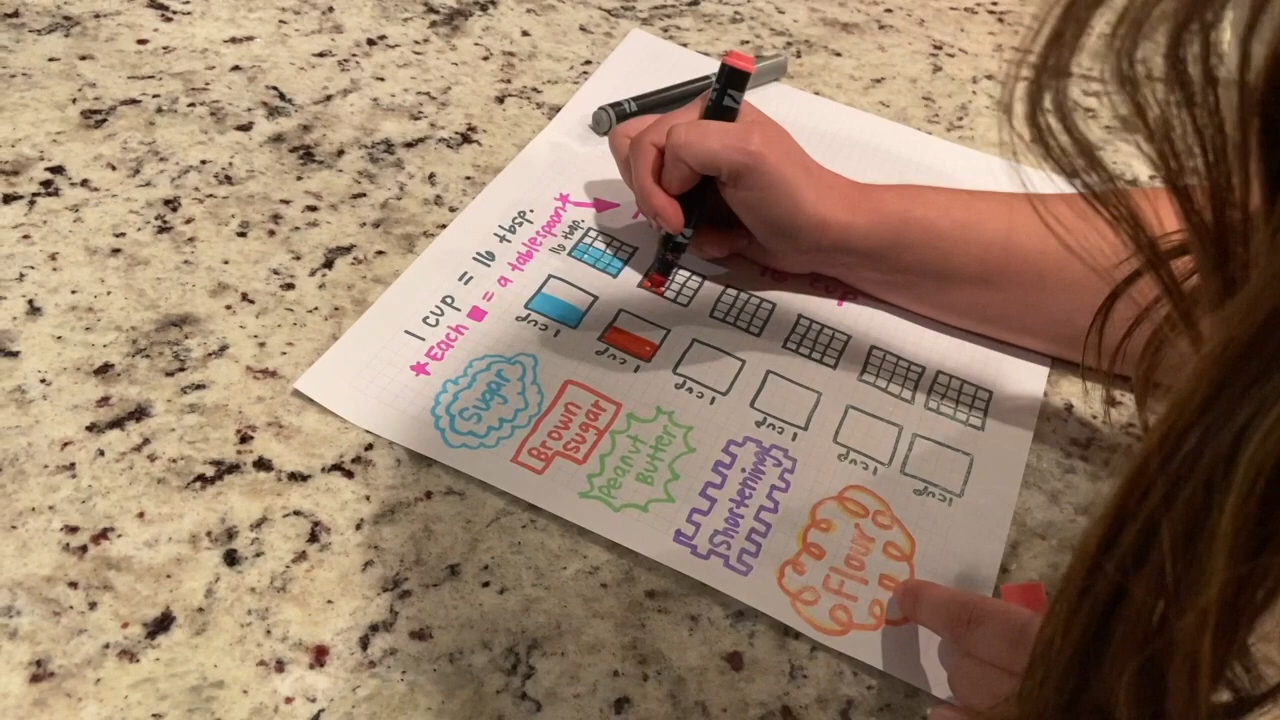 1 cup = 16 tbsp.
*Each ■ = a tablespoon*
16 tbsp.
1 cup
1 cup
1 cup
1 cup
1 cup
1 cup
Sugar
Brown
Sugar
Peanut
Butter
Shortening
Flour
cup